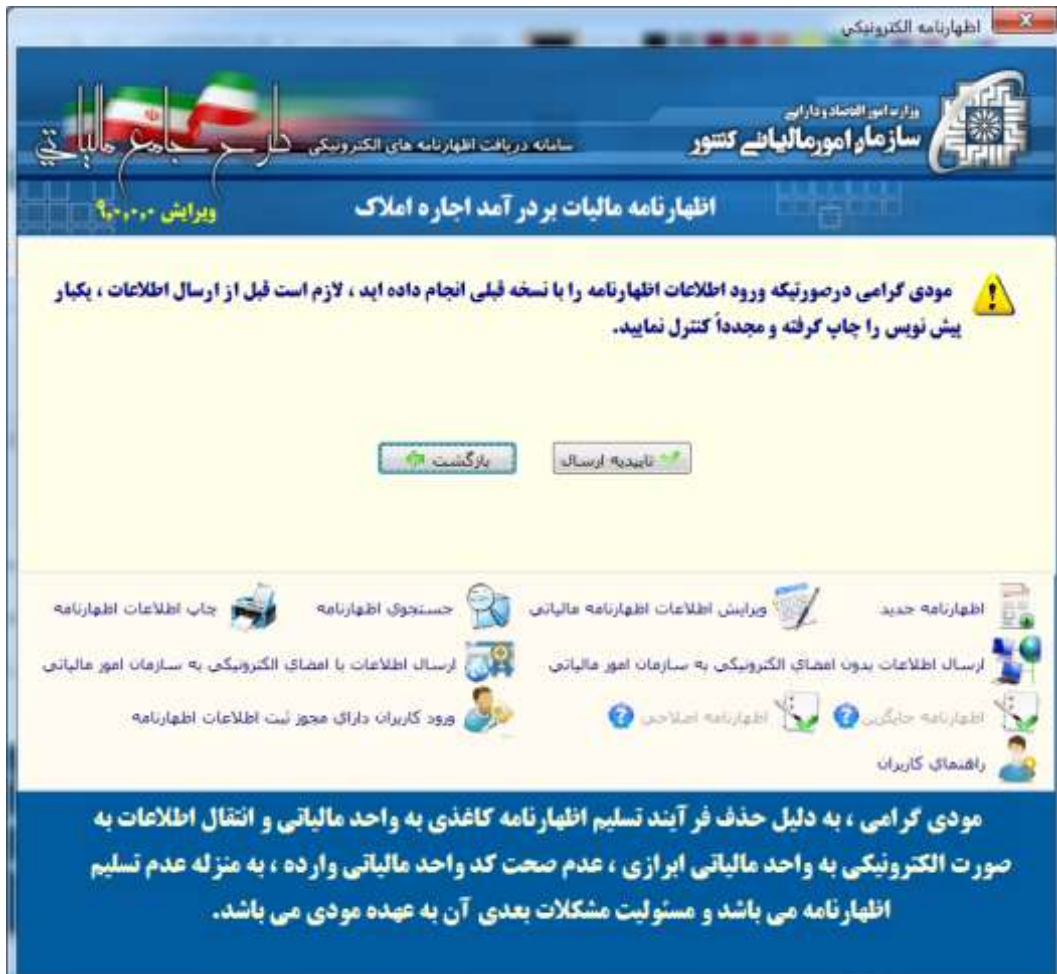 اظهارنامه الکترونیکی
وزارت امور اقتصاد و دارایی
سازمان امور مالیاتی کشور
سامانه دریافت اظهارنامه های الکترونیکی
طرح جامع مالیاتی
اظهارنامه مالیات بر درآمد اجاره املاک
ویرایش ۹,۰,۰,۰
مودی گرامی درصورتیکه ورود اطلاعات اظهارنامه را با نسخه قبلی انجام داده اید ، لازم است قبل از ارسال اطلاعات ، یکبار
پیش نویس را چاپ کرفته و مجدداً کنترل نمایید.
تاییدیه ارسال
بازگشت
اظهارنامه جدید
ویرایش اطلاعات اظهارنامه مالیاتی
جستجوی اظهارنامه
چاپ اطلاعات اظهارنامه
ارسال اطلاعات بدون امضای الکترونیکی به سازمان امور مالیاتی
ارسال اطلاعات با امضای الکترونیکی به سازمان امور مالیاتی
اظهارنامه جایگزین
اظهارنامه اصلاحی
ورود کاربران دارای مجوز ثبت اطلاعات اظهارنامه
راهنمای کاربران
مودی گرامی ، به دلیل حذف فرآیند تسلیم اظهارنامه کاغذی به واحد مالیاتی و انتقال اطلاعات به
صورت الکترونیکی به واحد مالیاتی ابرازی ، عدم صحت کد واحد مالیاتی وارده ، به منزله عدم تسلیم
اظهارنامه می باشد و مسئولیت مشکلات بعدی آن به عهده مودی می باشد.